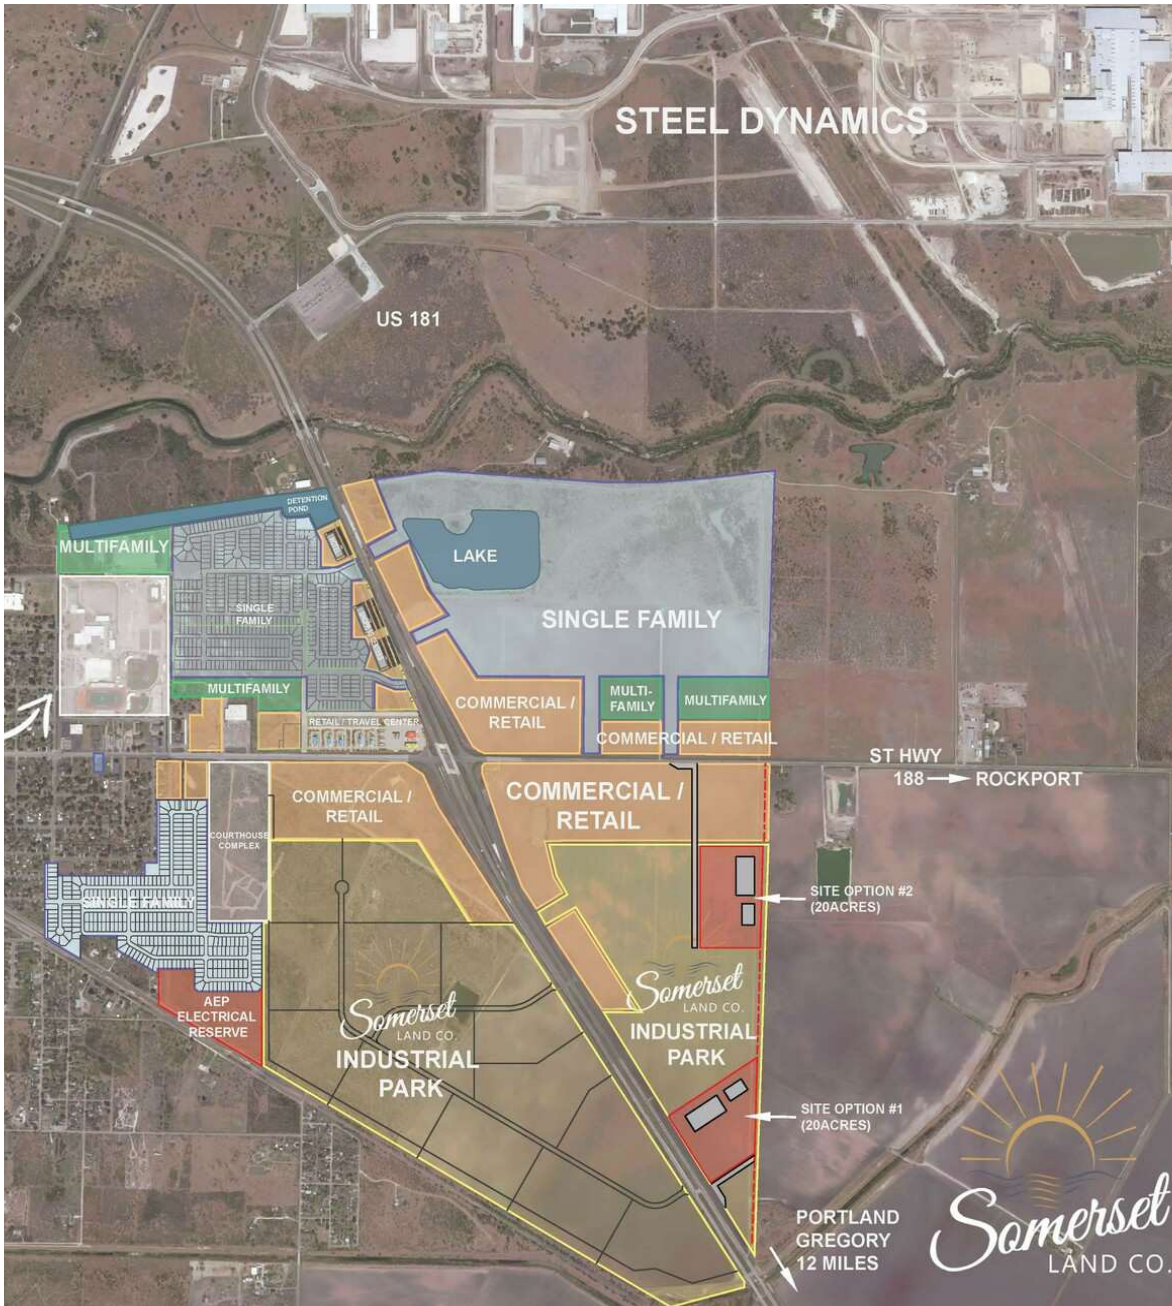 STEEL DYNAMICS
US 181
DETENTION
POND
MULTIFAMILY
LAKE
SINGLE
FAMILY
SINGLE FAMILY
MULTIFAMILY
MULTI-
FAMILY
MULTIFAMILY
COMMERCIAL /
RETAIL
RETAIL / TRAVEL CENTER
COMMERCIAL / RETAIL
ST HWY
188
ROCKPORT
COMMERCIAL /
RETAIL
COMMERCIAL /
RETAIL
COURTHOUSE
COMPLEX
SINGLE FAMILY
SITE OPTION #2
(20ACRES)
AEP
ELECTRICAL
RESERVE
Somerset
LAND CO.
INDUSTRIAL
PARK
Somerset
LAND CO.
INDUSTRIAL
PARK
SITE OPTION #1
(20ACRES)
PORTLAND
GREGORY
12 MILES
Somerset
LAND CO.